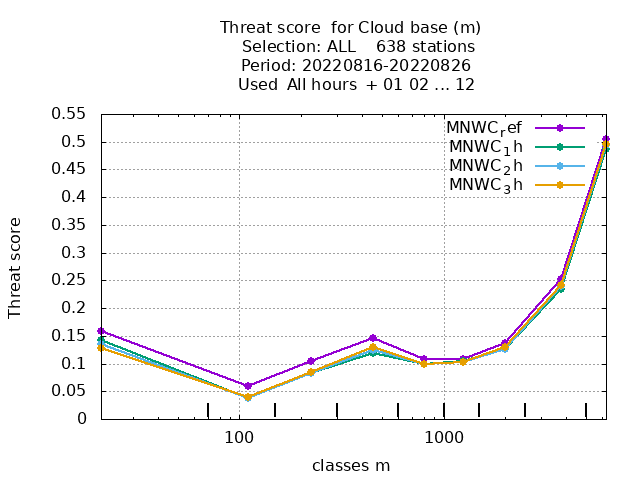 Threat score  for Cloud base (m)
Selection: ALL    638 stations
Period: 20220816-20220826
Used  All hours  + 01 02 ... 12
0.55
0.5
0.45
0.4
0.35
0.3
0.25
0.2
0.15
0.1
0.05
0
Threat score
MNWC_ref
MNWC_1h
MNWC_2h
MNWC_3h
100 1000
classes m